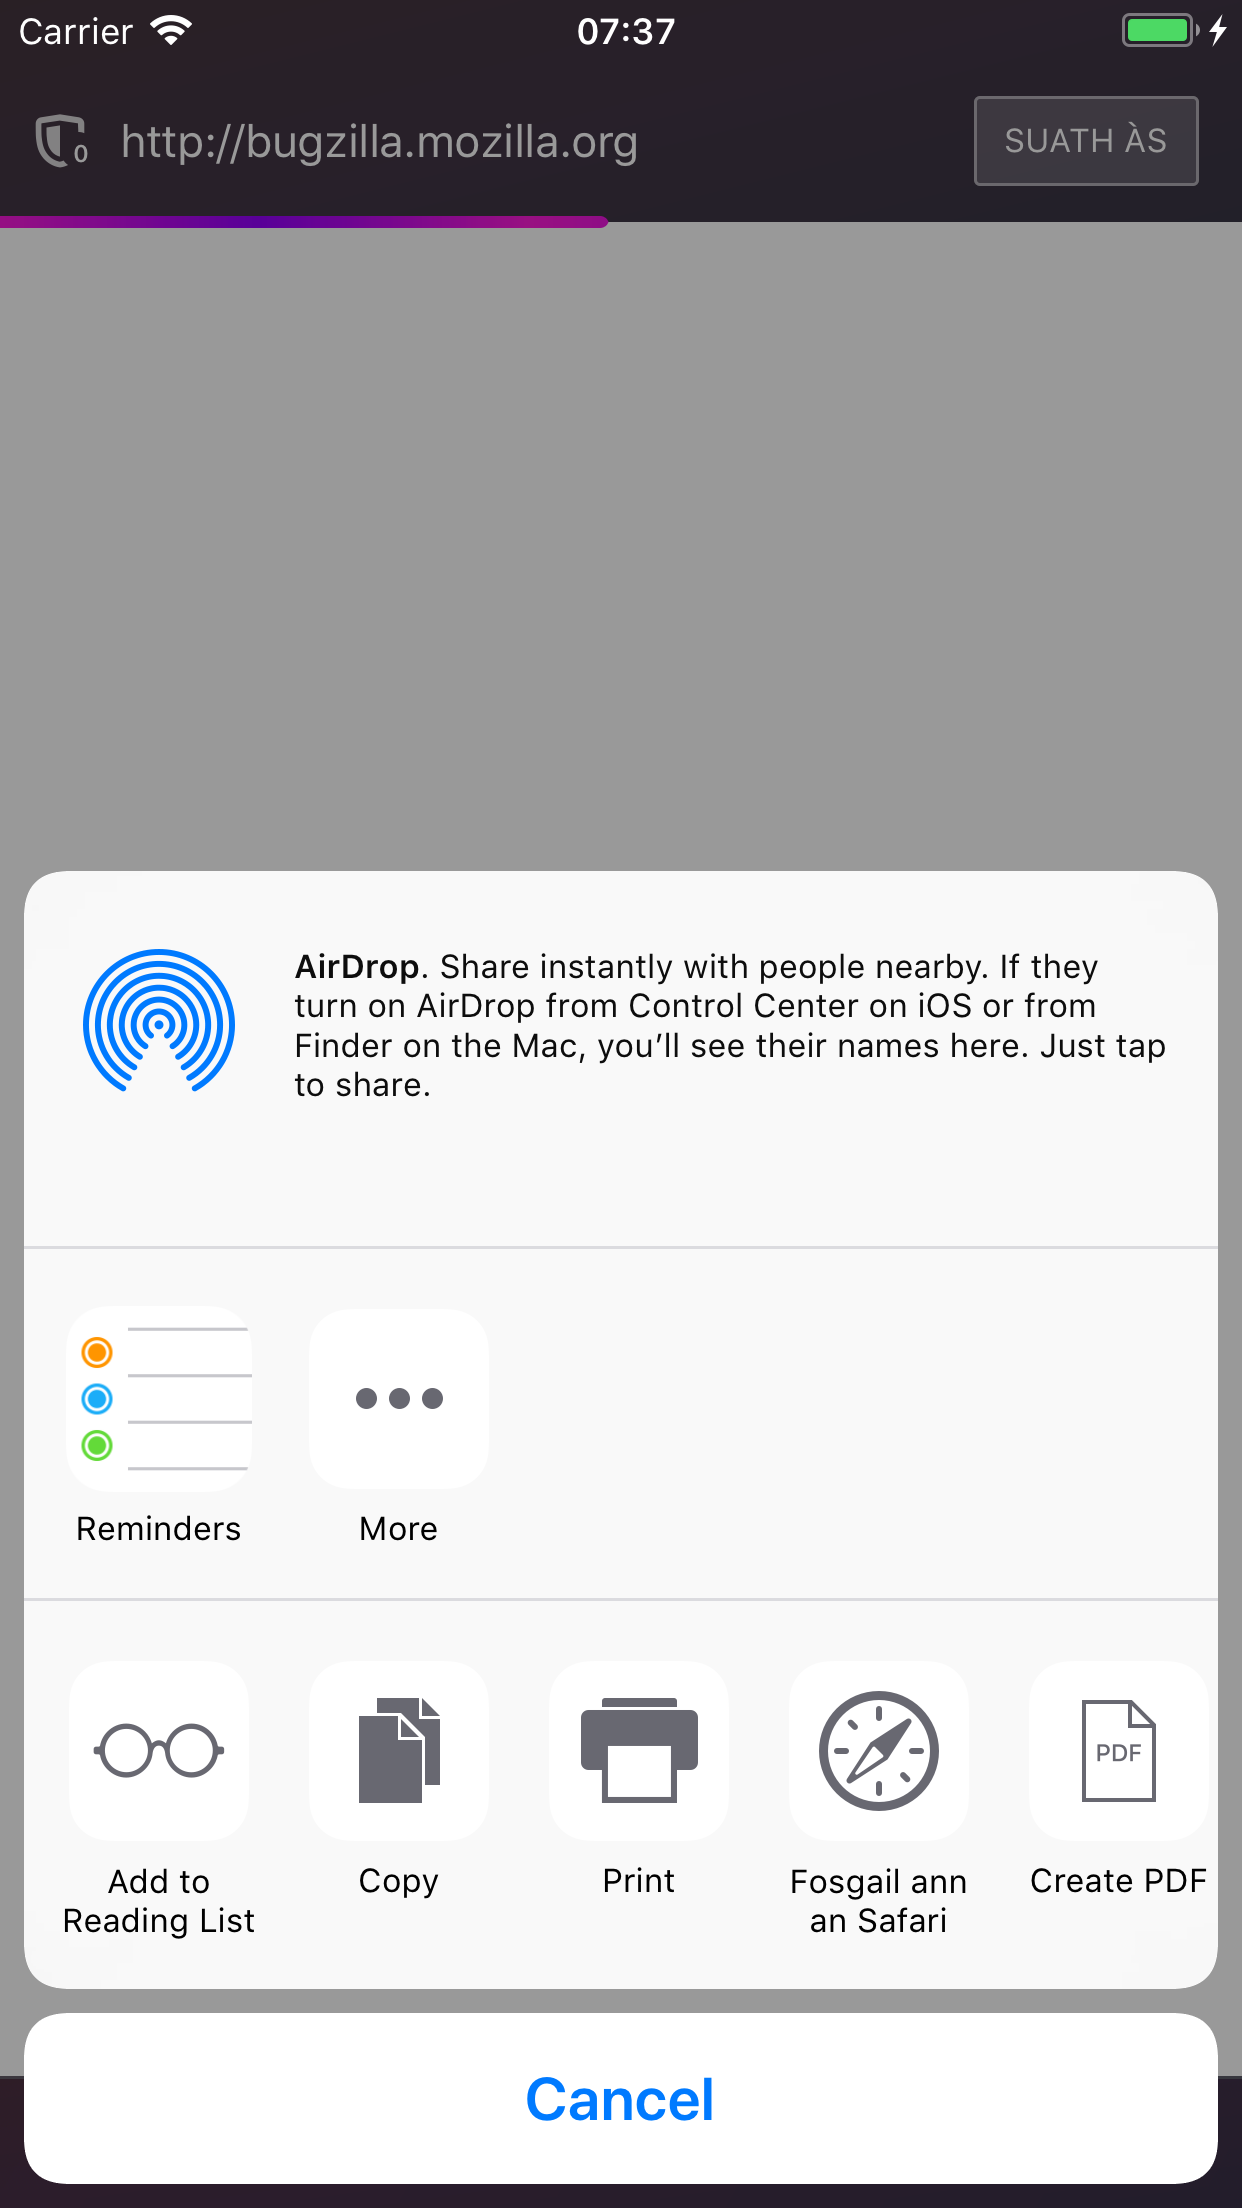 Carrier
07:37
0
http://bugzilla.mozilla.org
SUATH ÀS
AirDrop. Share instantly with people nearby. If they
turn on AirDrop from Control Center on iOS or from
Finder on the Mac, you’ll see their names here. Just tap
to share.
Reminders
More
PDF
Add to
Reading List
Copy
Print
Fosgail ann
an Safari
Create PDF
Cancel